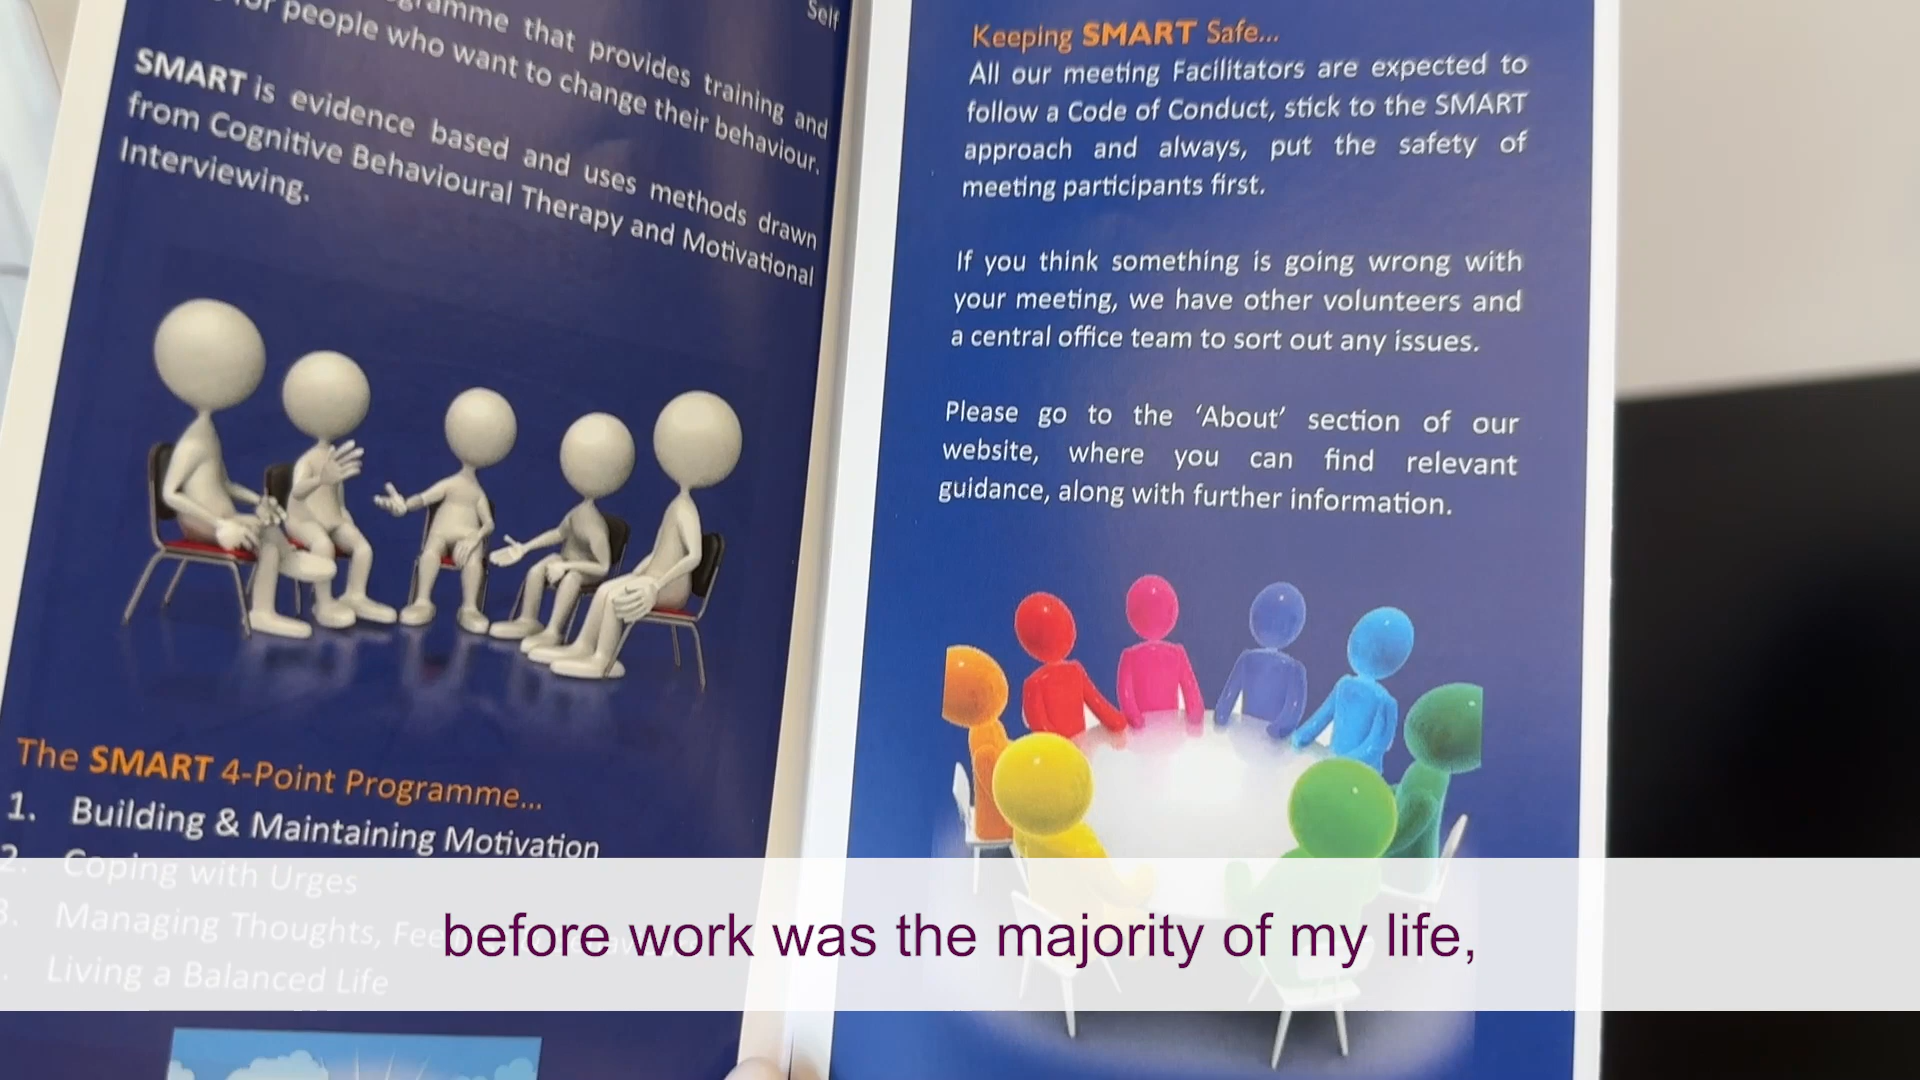 Self
programme that provides training and
for people who want to change their behaviour.
SMART is evidence based and uses methods drawn
from Cognitive Behavioural Therapy and Motivational
Interviewing.
The SMART 4-Point Programme...
1. Building & Maintaining Motivation
2. Coping with Urges
3. Managing Thoughts,
Living a Balanced Life
Keeping SMART Safe...
All our meeting Facilitators are expected to
follow a Code of Conduct, stick to the SMART
approach and always, put the safety of
meeting participants first.
If you think something is going wrong with
your meeting, we have other volunteers and
a central office team to sort out any issues.
Please go to the ‘About’ section of our
website, where you can find relevant
guidance, along with further information.
before work was the majority of my life,